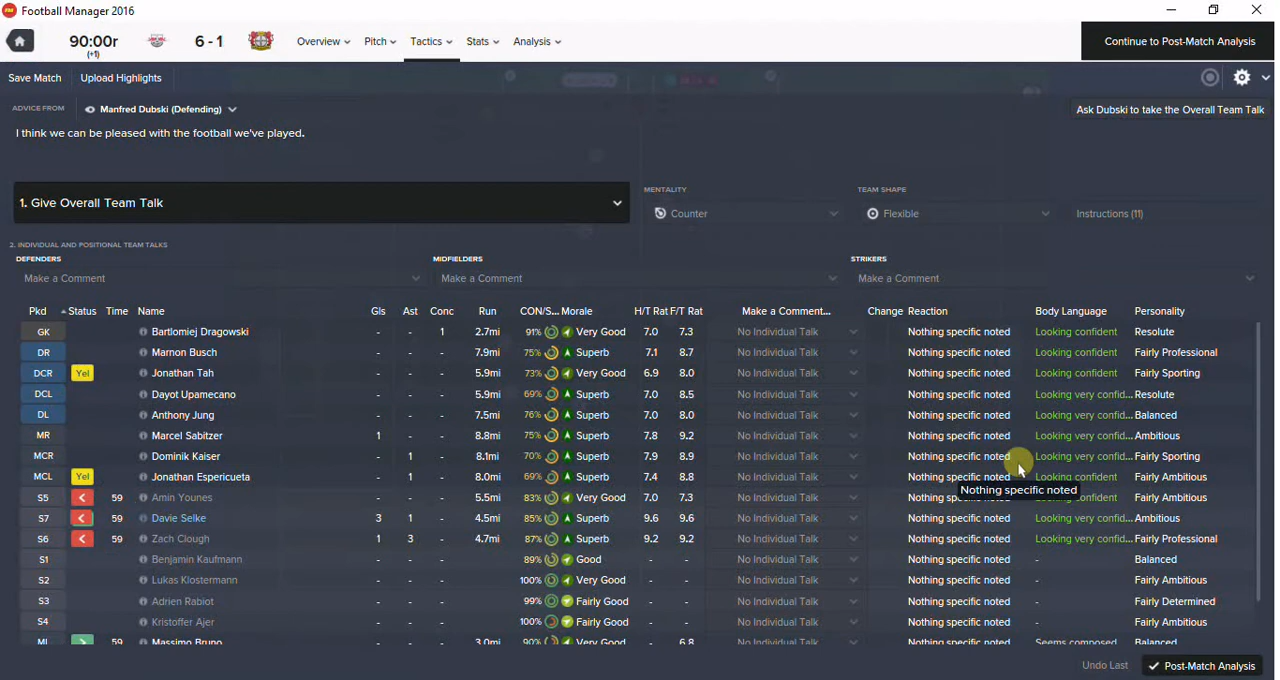 Football Manager 2016
90:00r
(+1)
6 - 1
Overview
Pitch
Tactics
Stats
Analysis
Continue to Post-Match Analysis
Save Match
Upload Highlights
ADVICE FROM
Manfred Dubski (Defending)
Ask Dubski to take the Overall Team Talk
I think we can be pleased with the football we've played.
1. Give Overall Team Talk
MENTALITY
Counter
TEAM SHAPE
Flexible
Instructions (11)
2. INDIVIDUAL AND POSITIONAL TEAM TALKS
DEFENDERS
MIDFIELDERS
STRIKERS
Make a Comment
Make a Comment
Make a Comment
Pkd Status Time Name Gls Ast Conc Run CON/S... Morale H/T Rat F/T Rat Make a Comment... Change Reaction Body Language Personality
GK Bartlomiej Dragowski - - 1 2.7mi 91% Very Good 7.0 7.3 No Individual Talk Nothing specific noted Looking confident Resolute
DR Marnon Busch - - - 7.9mi 75% Superb 7.1 8.7 No Individual Talk Nothing specific noted Looking confident Fairly Professional
DCR Yel Jonathan Tah - - - 5.9mi 73% Very Good 6.9 8.0 No Individual Talk Nothing specific noted Looking confident Fairly Sporting
DCL Dayot Upamecano - - - 5.9mi 69% Superb 7.0 8.5 No Individual Talk Nothing specific noted Looking very confid... Resolute
DL Anthony Jung - - - 7.5mi 76% Superb 7.0 8.0 No Individual Talk Nothing specific noted Looking very confid... Balanced
MR Marcel Sabitzer 1 - - 8.8mi 75% Superb 7.8 9.2 No Individual Talk Nothing specific noted Looking very confid... Ambitious
MCR Dominik Kaiser - 1 - 8.1mi 70% Superb 7.9 8.9 No Individual Talk Nothing specific noted Looking very confid... Fairly Sporting
MCL Yel Jonathan Espericueta - 1 - 8.0mi 69% Superb 7.4 8.8 No Individual Talk Nothing specific noted Looking confident Fairly Ambitious
S5 59 Amin Younes - - - 5.5mi 83% Very Good 7.0 7.3 No Individual Talk Fairly Ambitious
Nothing specific noted
S7 59 Davie Selke 3 1 - 4.5mi 85% Superb 9.6 9.6 No Individual Talk Nothing specific noted Looking very confid... Ambitious
S6 59 Zach Clough 1 3 - 4.7mi 87% Superb 9.2 9.2 No Individual Talk Nothing specific noted Looking very confid... Fairly Professional
S1 Benjamin Kaufmann 89% Good - - No Individual Talk Nothing specific noted - Balanced
S2 Lukas Klostermann - - - 100% Very Good - - No Individual Talk Nothing specific noted - Fairly Ambitious
S3 Adrien Rabiot - - - 99% Fairly Good - - No Individual Talk Nothing specific noted - Fairly Determined
S4 Kristoffer Ajer - - - 100% Fairly Good - - No Individual Talk Nothing specific noted - Fairly Ambitious
ML 59 Massimo Bruno - - - 3.0mi 90% Very Good - 6.8 No Individual Talk Nothing specific noted Seems composed Balanced
Undo Last
Post-Match Analysis